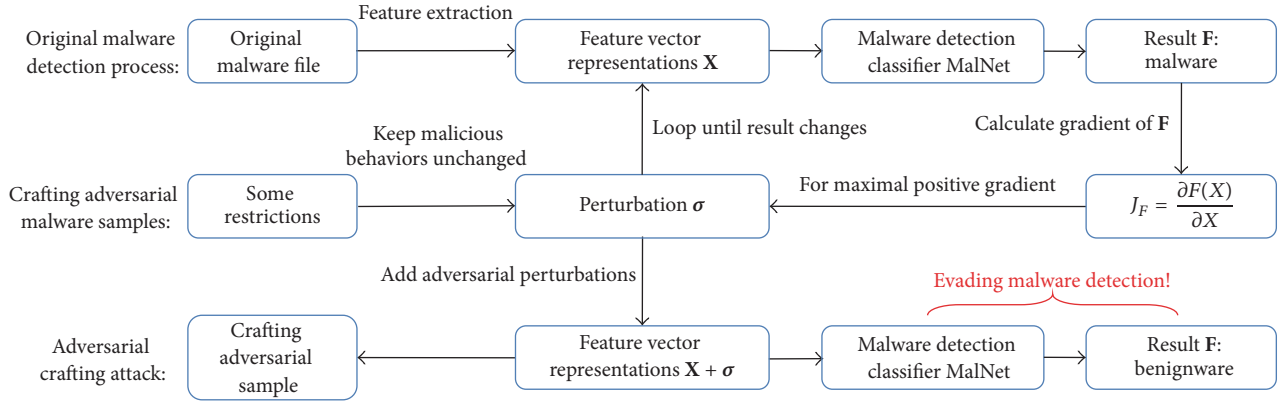 Original malware
detection process:
Original
malware file
Feature extraction
Feature vector
representations X
Malware detection
classifier MalNet
Result F:
malware
Keep malicious
behaviors unchanged
Loop until result changes
Calculate gradient of F
Crafting adversarial
malware samples:
Some
restrictions
Perturbation σ
For maximal positive gradient
J_F = ∂F(X)/∂X
Add adversarial perturbations
Evading malware detection!
Adversarial
crafting attack:
Crafting
adversarial
sample
Feature vector
representations X + σ
Malware detection
classifier MalNet
Result F:
benignware